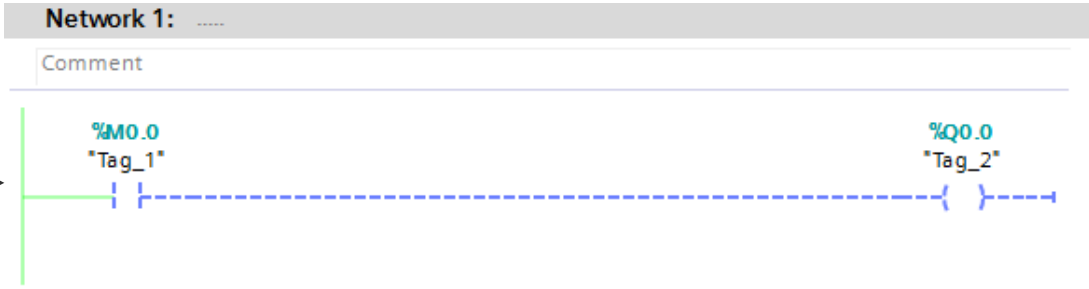 Network 1: .....
Comment
%M0.0 %Q0.0
"Tag_1" "Tag_2"